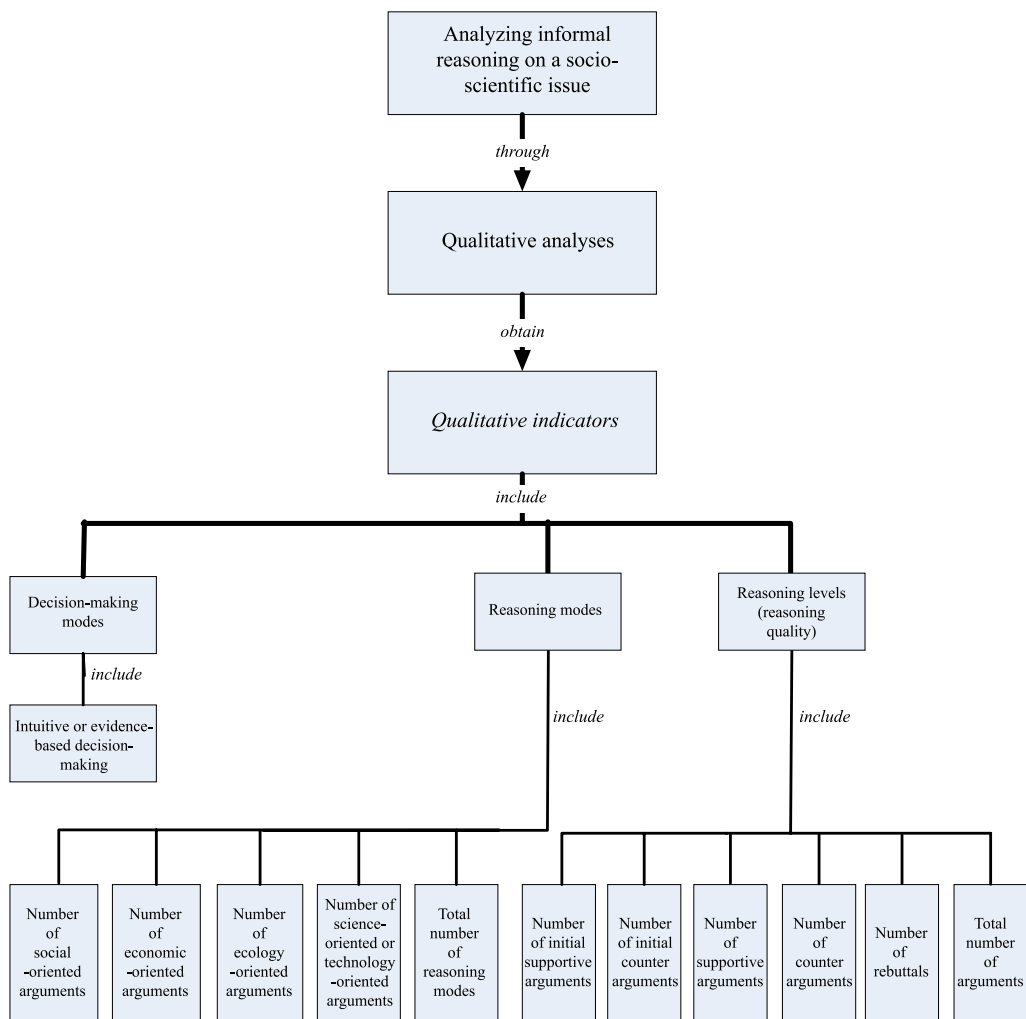 Analyzing informal
reasoning on a socio-
scientific issue
through
Qualitative analyses
obtain
Qualitative indicators
include
Decision-making
modes
Reasoning modes
Reasoning levels
(reasoning
quality)
include
include
include
Intuitive or evidence-
based decision-
making
Number
of
social
-oriented
arguments
Number
of
economic
-oriented
arguments
Number
of
ecology
-oriented
arguments
Number of
science-
oriented or
technology
-oriented
arguments
Total
number
of
reasoning
modes
Number
of initial
supportive
arguments
Number
of initial
counter
arguments
Number
of
supportive
arguments
Number
of
counter
arguments
Number
of
rebuttals
Total
number
of
arguments